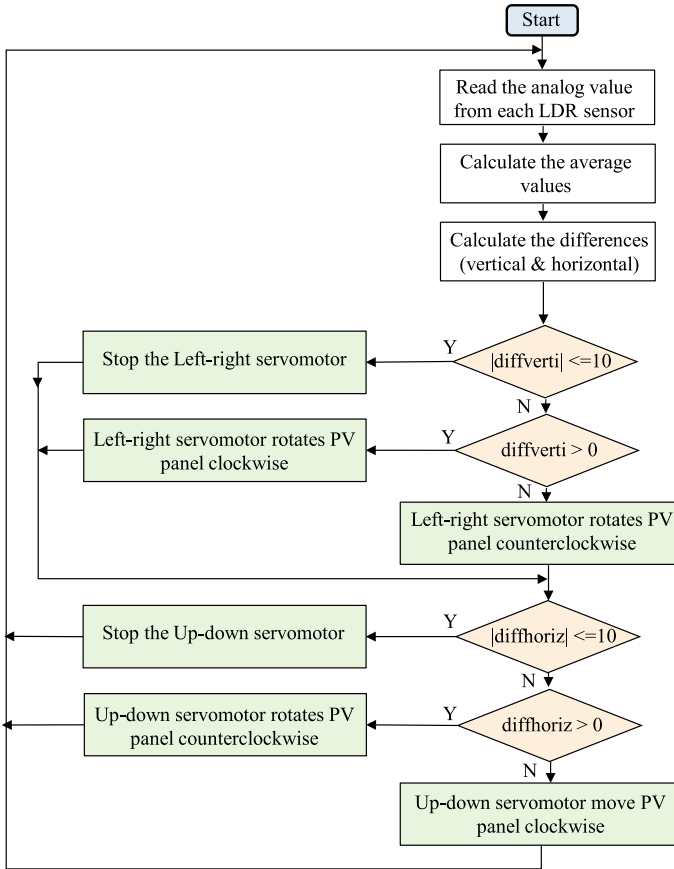 Start
Read the analog value
from each LDR sensor
Calculate the average
values
Calculate the differences
(vertical & horizontal)
|diffverti| <=10
Y
Stop the Left-right servomotor
N
diffverti > 0
Y
Left-right servomotor rotates PV
panel clockwise
N
Left-right servomotor rotates PV
panel counterclockwise
|diffhoriz| <=10
Y
Stop the Up-down servomotor
N
diffhoriz > 0
Y
Up-down servomotor rotates PV
panel counterclockwise
N
Up-down servomotor move PV
panel clockwise